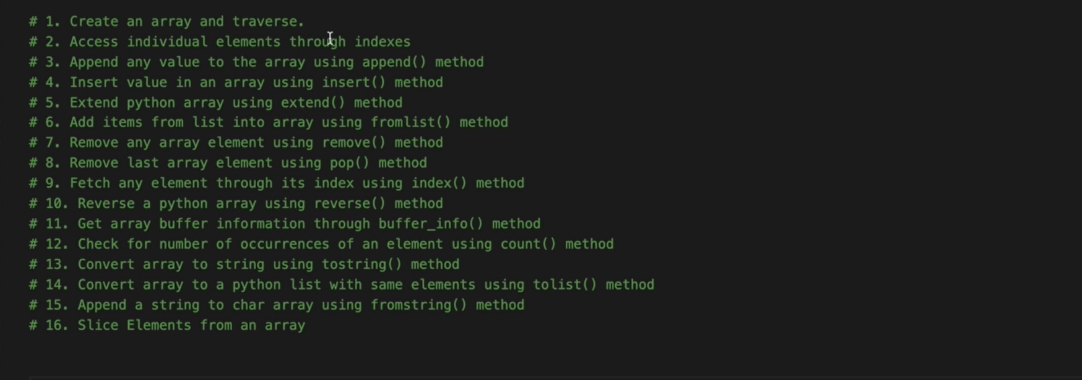 # 1. Create an array and traverse.
# 2. Access individual elements through indexes
# 3. Append any value to the array using append() method
# 4. Insert value in an array using insert() method
# 5. Extend python array using extend() method
# 6. Add items from list into array using fromlist() method
# 7. Remove any array element using remove() method
# 8. Remove last array element using pop() method
# 9. Fetch any element through its index using index() method
# 10. Reverse a python array using reverse() method
# 11. Get array buffer information through buffer_info() method
# 12. Check for number of occurrences of an element using count() method
# 13. Convert array to string using tostring() method
# 14. Convert array to a python list with same elements using tolist() method
# 15. Append a string to char array using fromstring() method
# 16. Slice Elements from an array